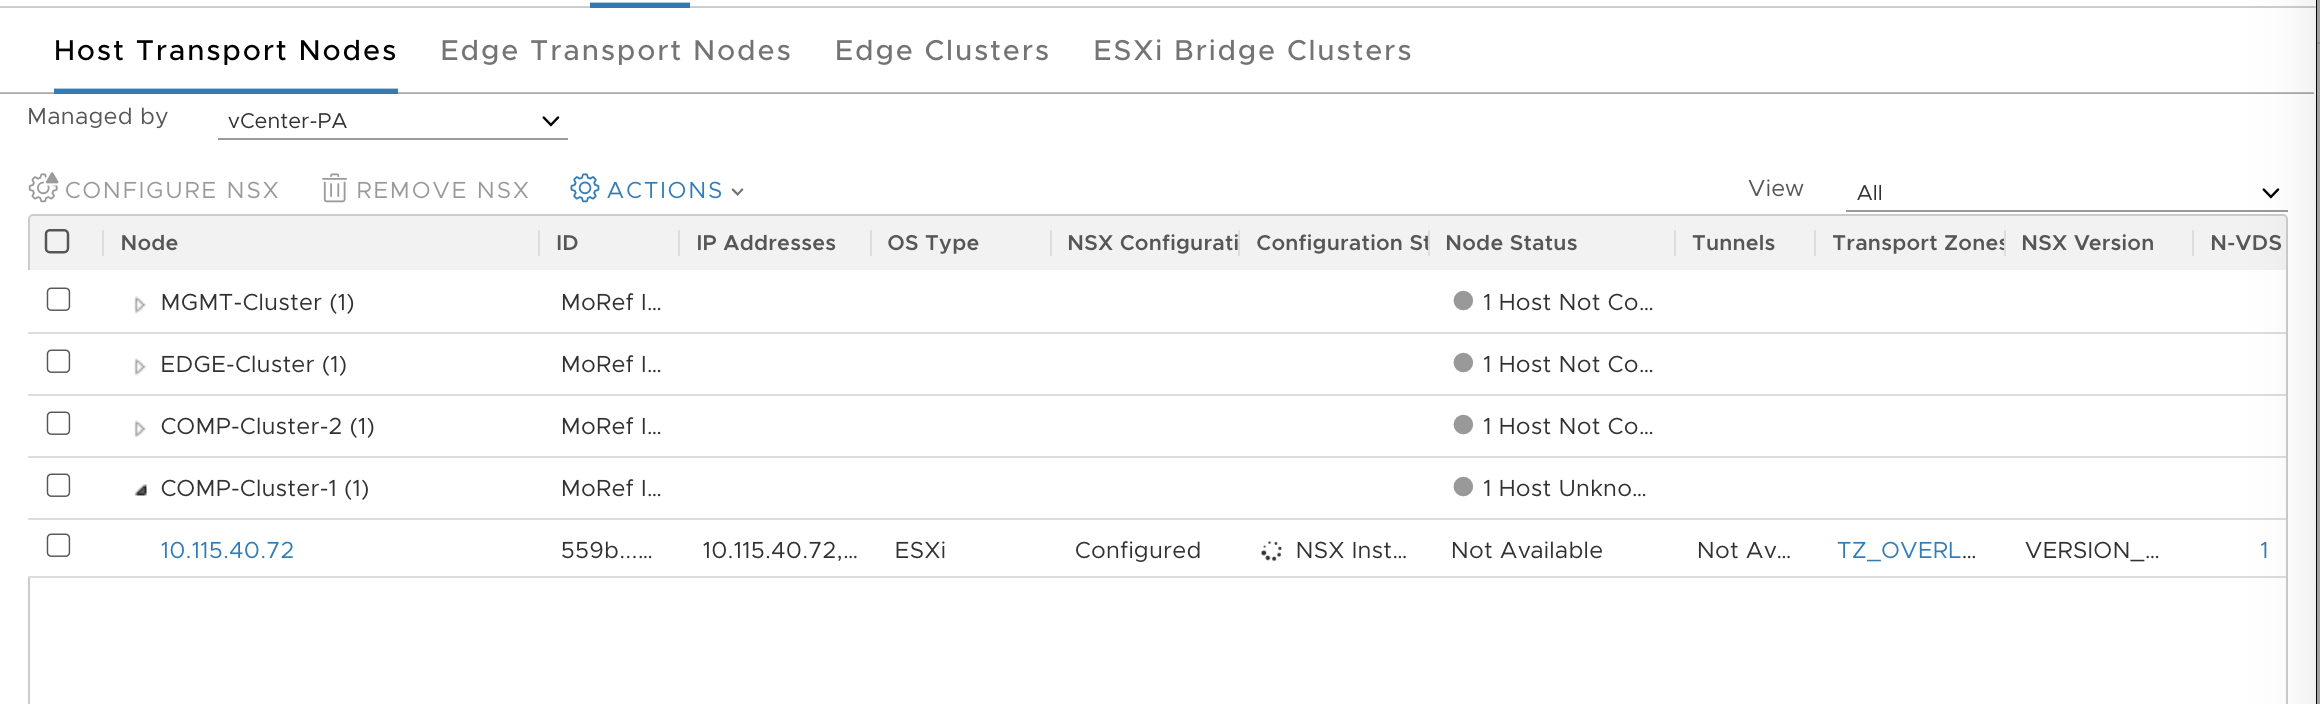 Host Transport Nodes Edge Transport Nodes Edge Clusters ESXi Bridge Clusters
Managed by vCenter-PA
CONFIGURE NSX REMOVE NSX ACTIONS View All
Node ID IP Addresses OS Type NSX Configurati Configuration St Node Status Tunnels Transport Zones NSX Version N-VDS
MGMT-Cluster (1) MoRef I... 1 Host Not Co...
EDGE-Cluster (1) MoRef I... 1 Host Not Co...
COMP-Cluster-2 (1) MoRef I... 1 Host Not Co...
COMP-Cluster-1 (1) MoRef I... 1 Host Unkno...
10.115.40.72 559b...... 10.115.40.72,... ESXi Configured NSX Inst... Not Available Not Av... TZ_OVERL... VERSION_... 1